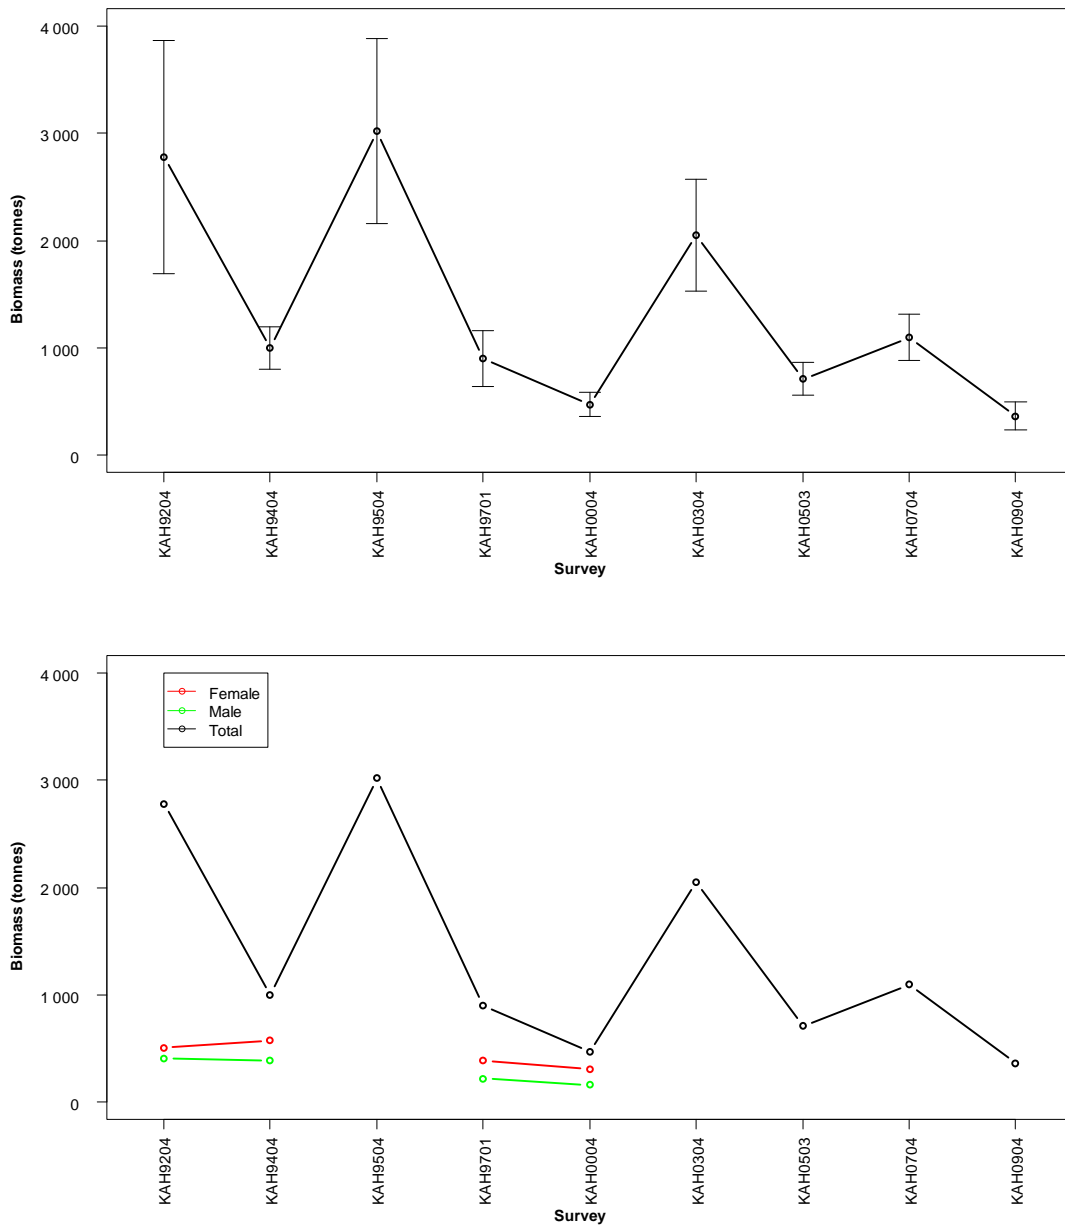 4 000
3 000
2 000
1 000
0
Biomass (tonnes)
KAH9204
KAH9404
KAH9504
KAH9701
KAH0004
KAH0304
KAH0503
KAH0704
KAH0904
Survey
4 000
3 000
2 000
1 000
0
Biomass (tonnes)
Female
Male
Total
KAH9204
KAH9404
KAH9504
KAH9701
KAH0004
KAH0304
KAH0503
KAH0704
KAH0904
Survey